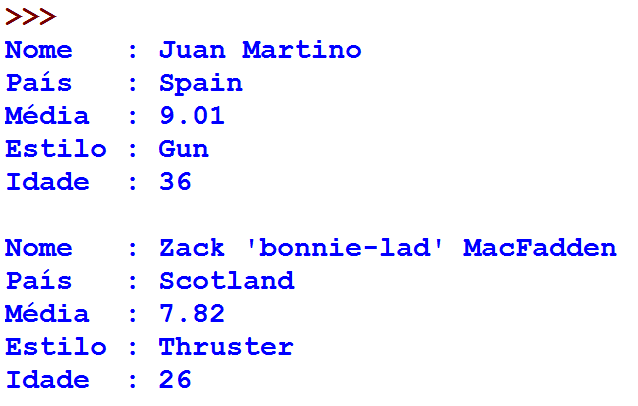 >>>
Nome   : Juan Martino
País   : Spain
Média  : 9.01
Estilo : Gun
Idade  : 36

Nome   : Zack 'bonnie-lad' MacFadden
País   : Scotland
Média  : 7.82
Estilo : Thruster
Idade  : 26